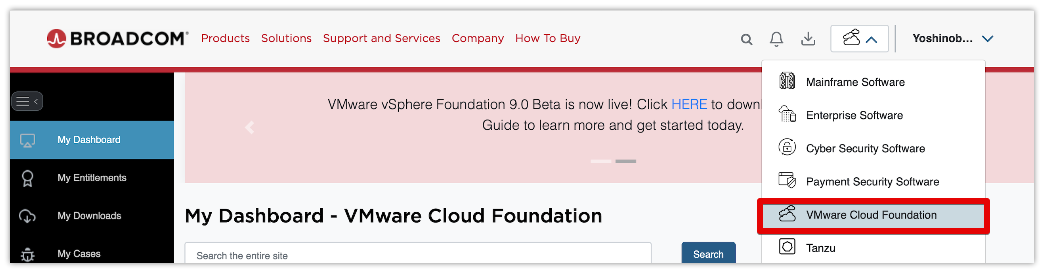 BROADCOM
Products Solutions Support and Services Company How To Buy
Yoshinob...
Mainframe Software
Enterprise Software
Cyber Security Software
Payment Security Software
VMware Cloud Foundation
Tanzu
My Dashboard
My Entitlements
My Downloads
My Cases
VMware vSphere Foundation 9.0 Beta is now live! Click HERE to
Guide to learn more and get started today.
My Dashboard - VMware Cloud Foundation
Search the entire site
Search